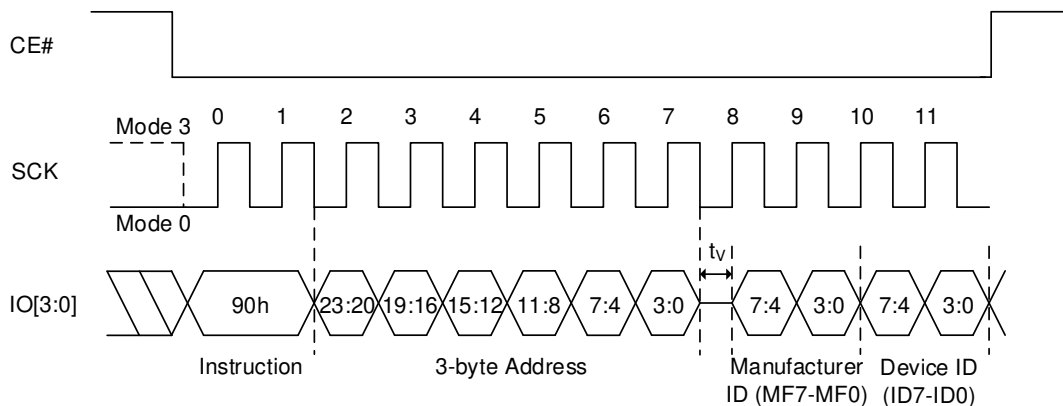 CE#
0 1 2 3 4 5 6 7 8 9 10 11
Mode 3
SCK
Mode 0
tV
IO[3:0]
90h 23:20 19:16 15:12 11:8 7:4 3:0 7:4 3:0 7:4 3:0
Instruction
3-byte Address
Manufacturer
ID (MF7-MF0)
Device ID
(ID7-ID0)